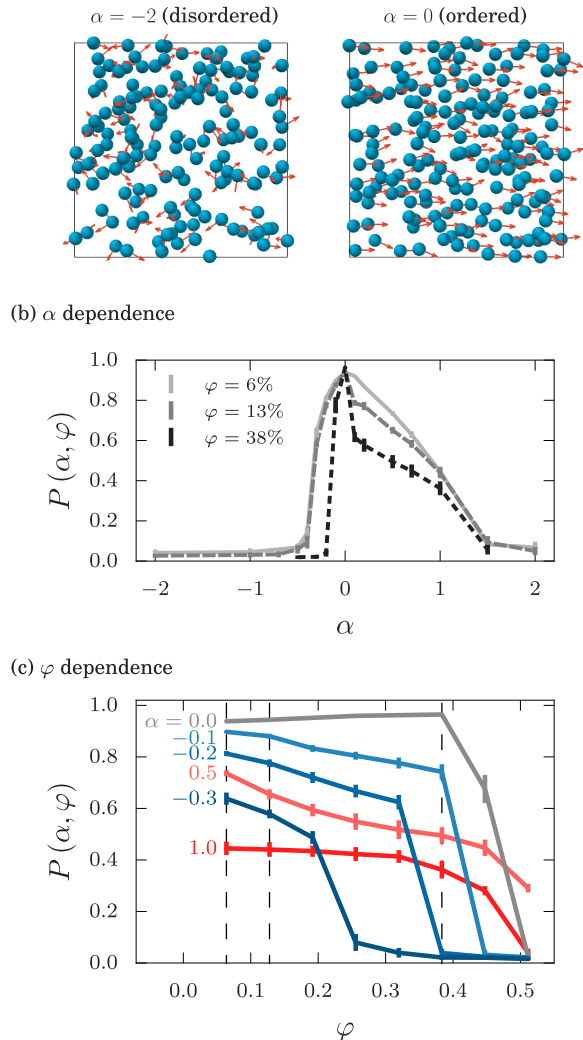 α = −2 (disordered)
α = 0 (ordered)
(b) α dependence
P (α, φ)
1.0
0.8
0.6
0.4
0.2
0.0
φ = 6%
φ = 13%
φ = 38%
−2
−1
0
1
2
α
(c) φ dependence
P (α, φ)
1.0
0.8
0.6
0.4
0.2
0.0
α = 0.0
−0.1
−0.2
0.5
−0.3
1.0
0.0
0.1
0.2
0.3
0.4
0.5
φ